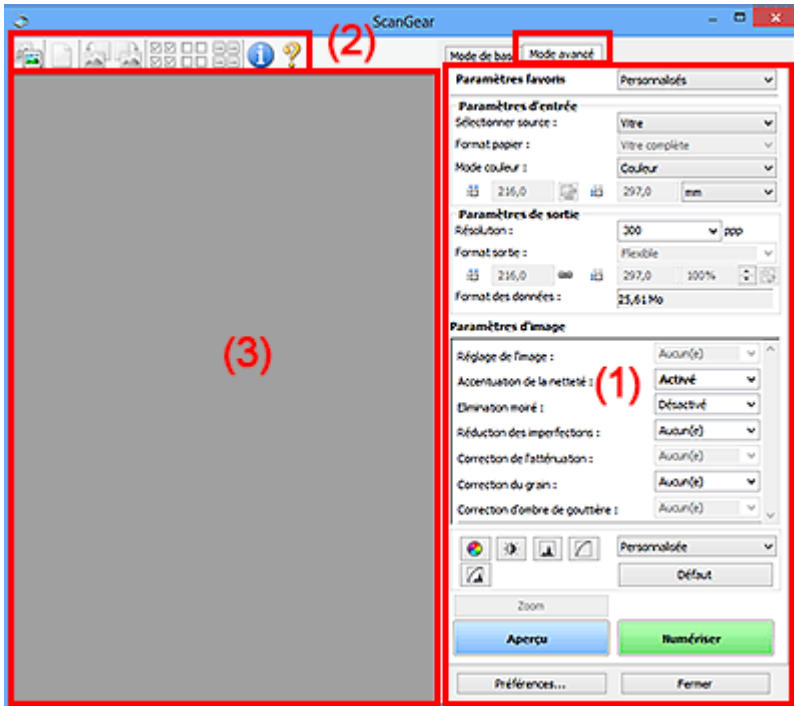 ScanGear
(2)
Mode de base Mode avancé
Paramètres favoris Personnalisés
Paramètres d'entrée
Sélectionner source : Vitre
Format papier : Vitre complète
Mode couleur : Couleur
216,0 297,0 mm
Paramètres de sortie
Résolution : 300 ppp
Format sortie : Flexible
216,0 297,0 100%
Format des données : 25,61 Mo
Paramètres d'image
(3)
(1)
Réglage de l'image : Aucun(e)
Accentuation de la netteté : Activé
Elimination moiré : Désactivé
Réduction des imperfections : Aucun(e)
Correction de l'atténuation : Aucun(e)
Correction du grain : Aucun(e)
Correction d'ombre de gouttière : Aucun(e)
Personnalisée
Défaut
Zoom
Aperçu Numériser
Préférences... Fermer